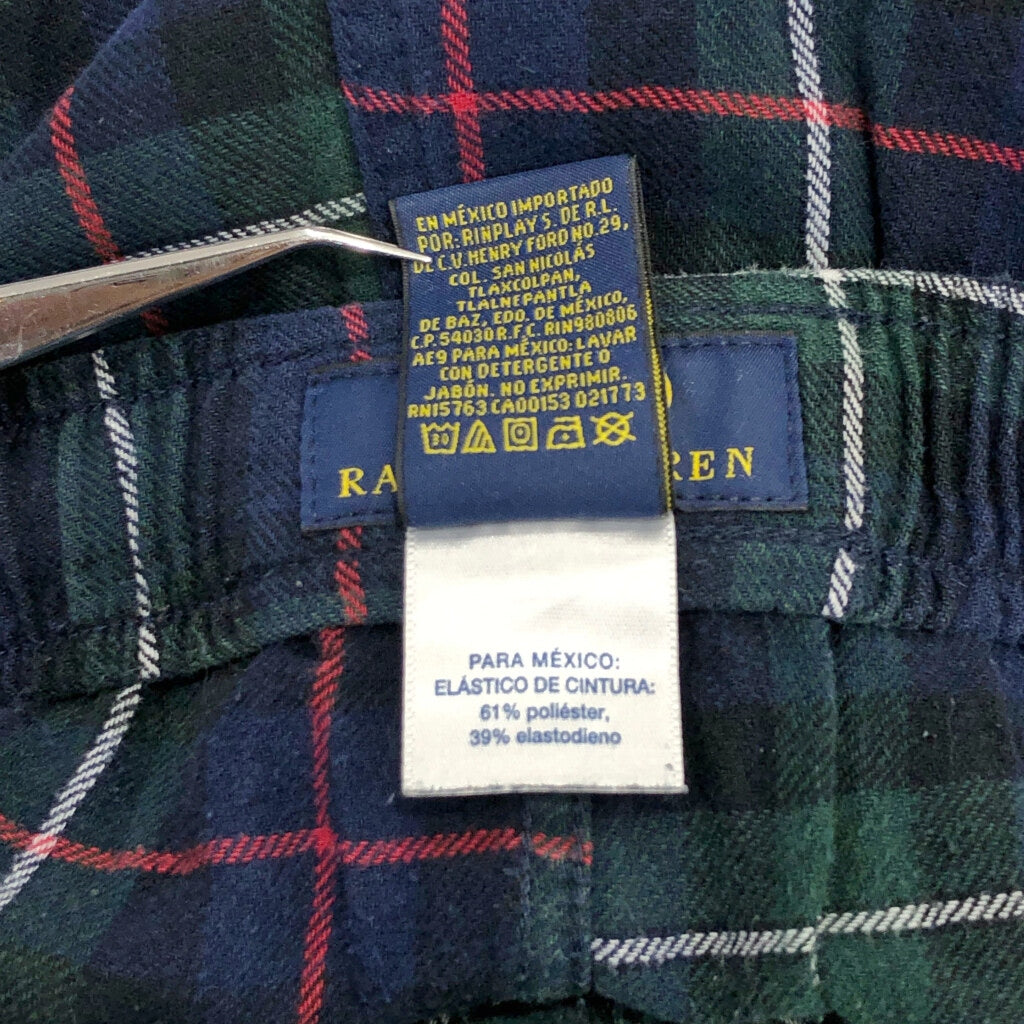 EN MÉXICO IMPORTADO
POR: RINPLAY S. DE R.L.
DE C.V. HENRY FORD NO. 29,
COL. SAN NICOLÁS
TLAXCOLPAN,
TLALNEPANTLA
DE BAZ, EDO. DE MÉXICO,
C.P. 54030 R.F.C. RIN980806
AE9 PARA MÉXICO: LAVAR
CON DETERGENTE O
JABÓN. NO EXPRIMIR.
RN15763 CA00153 021773
30
RA REN
PARA MÉXICO:
ELÁSTICO DE CINTURA:
61% poliéster,
39% elastodieno